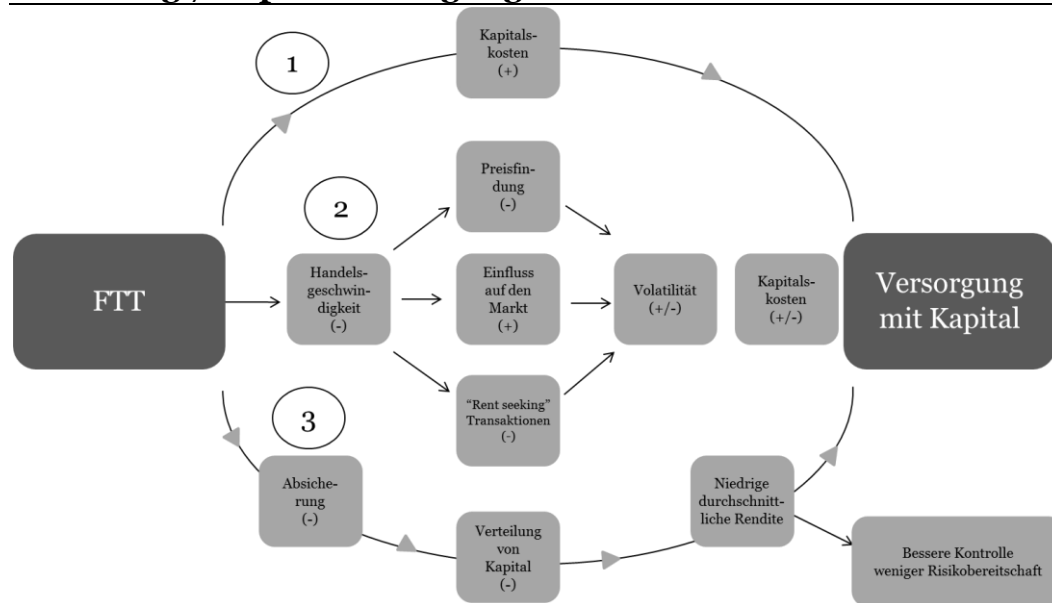 1
Kapitals-
kosten
(+)
2
Preisfin-
dung
(-)
FTT
Handels-
geschwin-
digkeit
(-)
Einfluss
auf den
Markt
(+)
Volatilität
(+/-)
Kapitals-
kosten
(+/-)
Versorgung
mit Kapital
"Rent seeking"
Transaktionen
(-)
3
Absiche-
rung
(-)
Verteilung
von
Kapital
(-)
Niedrige
durchschnitt-
liche Rendite
Bessere Kontrolle
weniger Risikobereitschaft